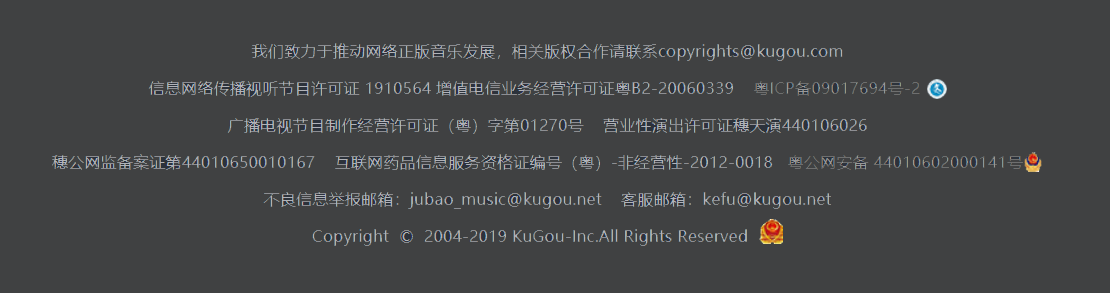 我们致力于推动网络正版音乐发展，相关版权合作请联系copyrights@kugou.com
信息网络传播视听节目许可证 1910564 增值电信业务经营许可证粤B2-20060339 粤ICP备09017694号-2
广播电视节目制作经营许可证（粤）字第01270号 营业性演出许可证穗天演440106026
穗公网监备案证第44010650010167 互联网药品信息服务资格证编号（粤）-非经营性-2012-0018 粤公网安备 44010602000141号
不良信息举报邮箱：jubao_music@kugou.net 客服邮箱：kefu@kugou.net
Copyright © 2004-2019 KuGou-Inc.All Rights Reserved